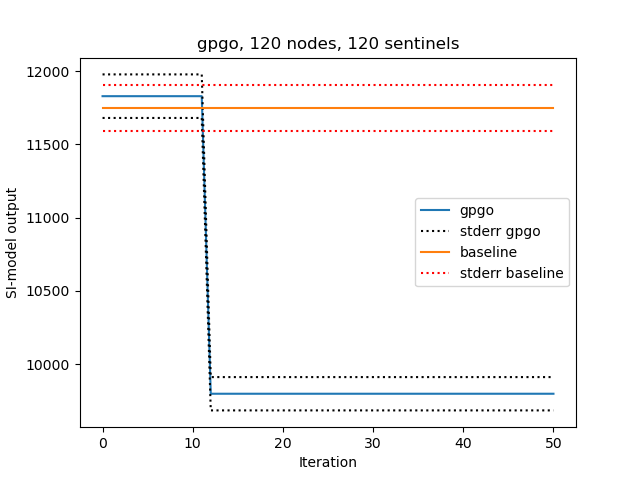 gpgo, 120 nodes, 120 sentinels
SI-model output
12000
11500
11000
10500
10000
gpgo
stderr gpgo
baseline
stderr baseline
0 10 20 30 40 50
Iteration